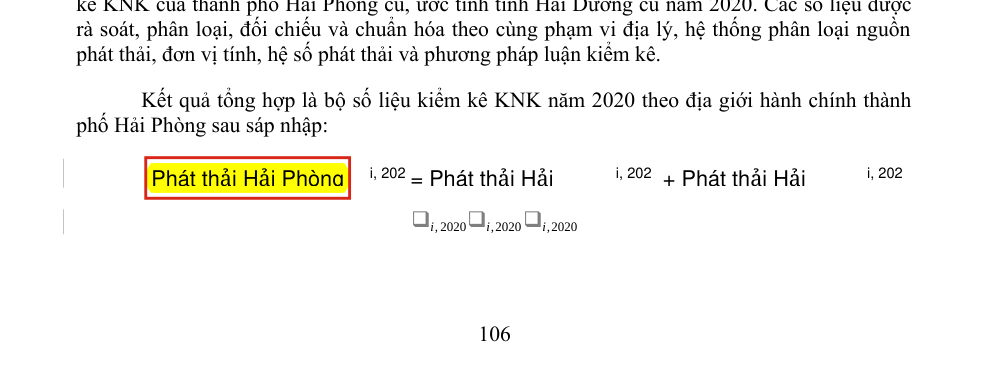 kê KNK của thành phố Hải Phòng cũ, ước tính tỉnh Hải Dương cũ năm 2020. Các số liệu được
rà soát, phân loại, đối chiếu và chuẩn hóa theo cùng phạm vi địa lý, hệ thống phân loại nguồn
phát thải, đơn vị tính, hệ số phát thải và phương pháp luận kiểm kê.
Kết quả tổng hợp là bộ số liệu kiểm kê KNK năm 2020 theo địa giới hành chính thành
phố Hải Phòng sau sáp nhập:
Phát thải Hải Phòng i, 202 = Phát thải Hải i, 202 + Phát thải Hải i, 202
❑i,2020❑i,2020❑i,2020
106